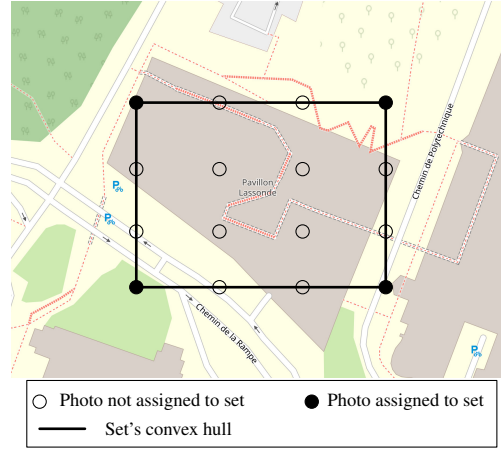 Chemin de Polytechnique
P
Pavillon
Lassonde
P
Chemin de la Rampe
P
Photo not assigned to set
Photo assigned to set
Set's convex hull